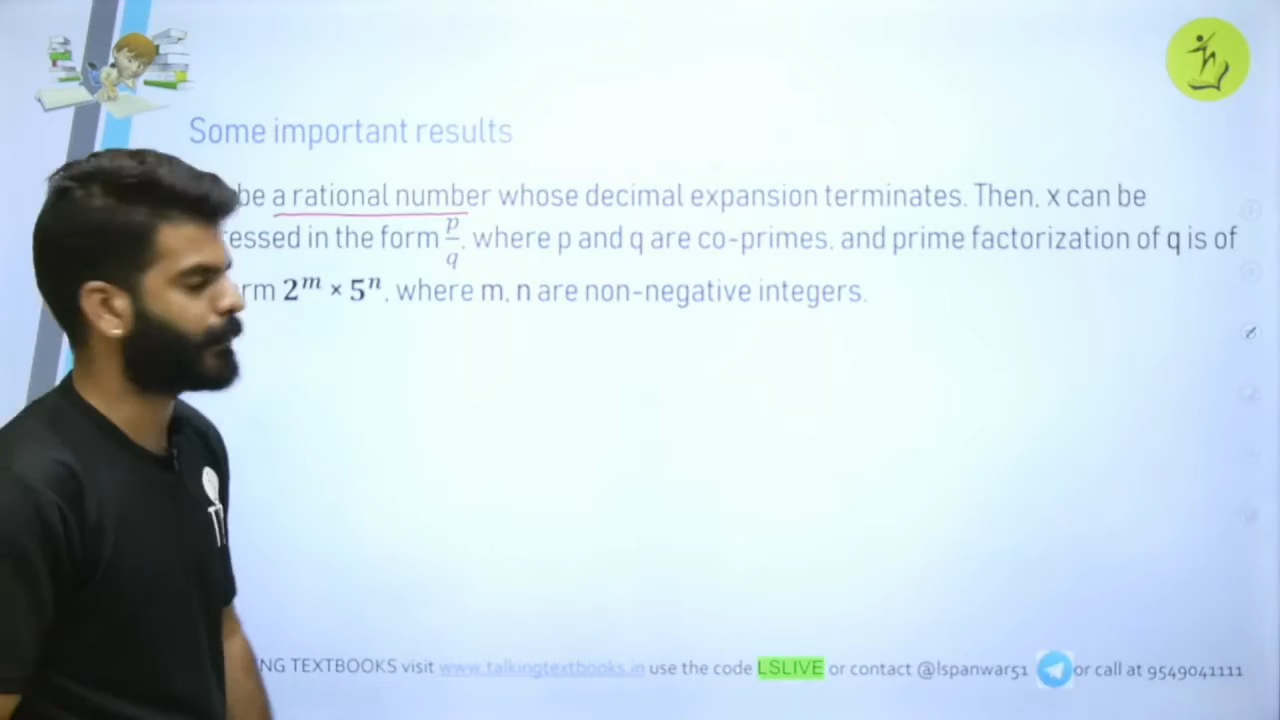 Some important results
be a rational number whose decimal expansion terminates. Then, x can be
essed in the form p/q, where p and q are co-primes, and prime factorization of q is of
rm 2^m × 5^n, where m, n are non-negative integers.
NG TEXTBOOKS visit www.talkingtextbooks.in use the code LSLIVE or contact @lspanwar51 or call at 9549041111